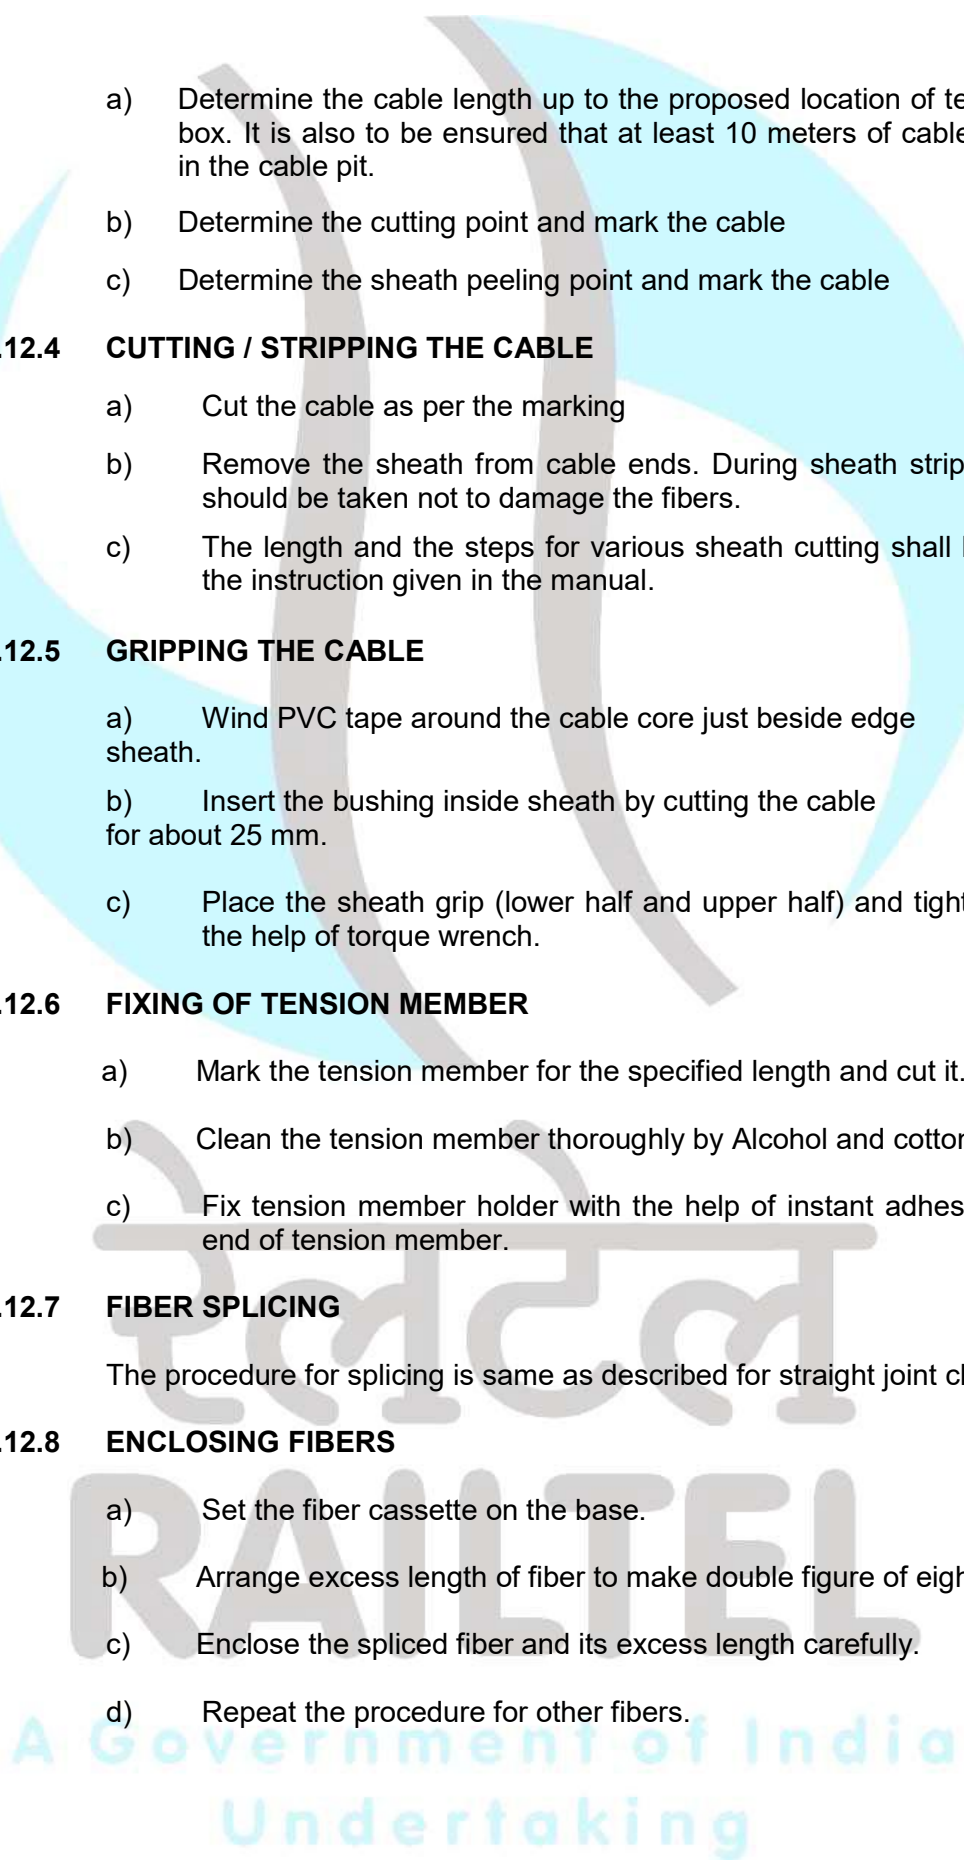 a) Determine the cable length up to the proposed location of te
box. It is also to be ensured that at least 10 meters of cable
in the cable pit.
b) Determine the cutting point and mark the cable
c) Determine the sheath peeling point and mark the cable
.12.4 CUTTING / STRIPPING THE CABLE
a) Cut the cable as per the marking
b) Remove the sheath from cable ends. During sheath strip
should be taken not to damage the fibers.
c) The length and the steps for various sheath cutting shall
the instruction given in the manual.
.12.5 GRIPPING THE CABLE
a) Wind PVC tape around the cable core just beside edge
sheath.
b) Insert the bushing inside sheath by cutting the cable
for about 25 mm.
c) Place the sheath grip (lower half and upper half) and tight
the help of torque wrench.
.12.6 FIXING OF TENSION MEMBER
a) Mark the tension member for the specified length and cut it.
b) Clean the tension member thoroughly by Alcohol and cotton
c) Fix tension member holder with the help of instant adhes
end of tension member.
रेलटेल
.12.7 FIBER SPLICING
The procedure for splicing is same as described for straight joint cl
.12.8 ENCLOSING FIBERS
RAILTEL
a) Set the fiber cassette on the base.
b) Arrange excess length of fiber to make double figure of eigh
c) Enclose the spliced fiber and its excess length carefully.
d) Repeat the procedure for other fibers.
A Government of India
Undertaking